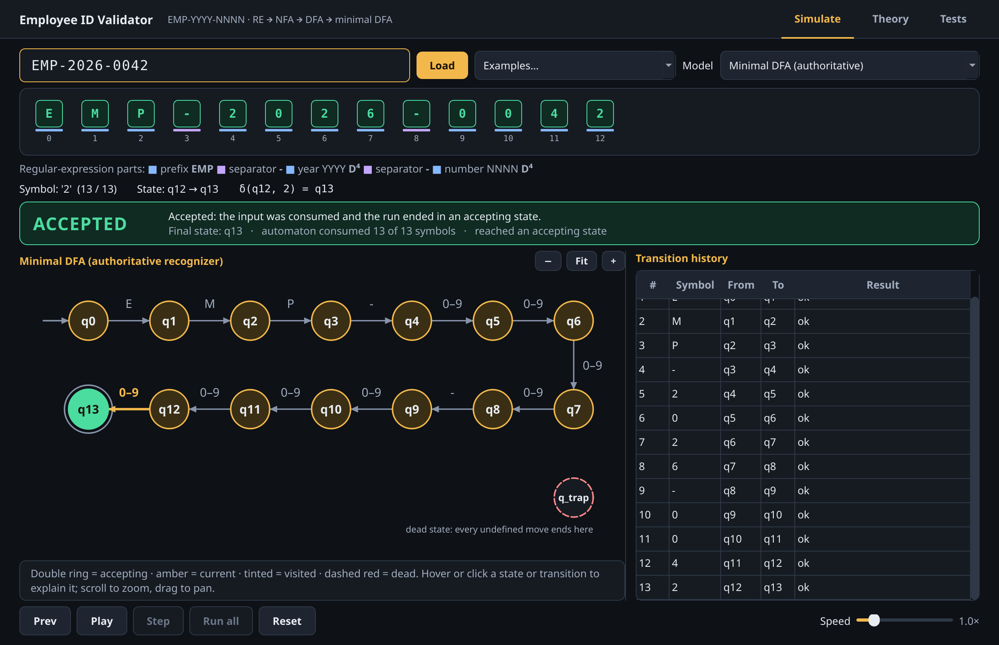 Employee ID Validator EMP-YYYY-NNNN · RE → NFA → DFA → minimal DFA Simulate Theory Tests
EMP-2026-0042 Load Examples... Model Minimal DFA (authoritative)
E M P - 2 0 2 6 - 0 0 4 2
0 1 2 3 4 5 6 7 8 9 10 11 12
Regular-expression parts: prefix EMP separator - year YYYY D⁴ separator - number NNNN D⁴
Symbol: '2' (13 / 13) State: q12 → q13 δ(q12, 2) = q13
ACCEPTED
Accepted: the input was consumed and the run ended in an accepting state.
Final state: q13 · automaton consumed 13 of 13 symbols · reached an accepting state
Minimal DFA (authoritative recognizer) − Fit +
E M P - 0–9 0–9
q0 q1 q2 q3 q4 q5 q6
0–9
0–9 0–9 0–9 0–9 - 0–9
q13 q12 q11 q10 q9 q8 q7
q_trap
dead state: every undefined move ends here
Double ring = accepting · amber = current · tinted = visited · dashed red = dead. Hover or click a state or transition to
explain it; scroll to zoom, drag to pan.
Transition history
# Symbol From To Result
2 M q1 q2 ok
3 P q2 q3 ok
4 - q3 q4 ok
5 2 q4 q5 ok
6 0 q5 q6 ok
7 2 q6 q7 ok
8 6 q7 q8 ok
9 - q8 q9 ok
10 0 q9 q10 ok
11 0 q10 q11 ok
12 4 q11 q12 ok
13 2 q12 q13 ok
Prev Play Step Run all Reset Speed 1.0×